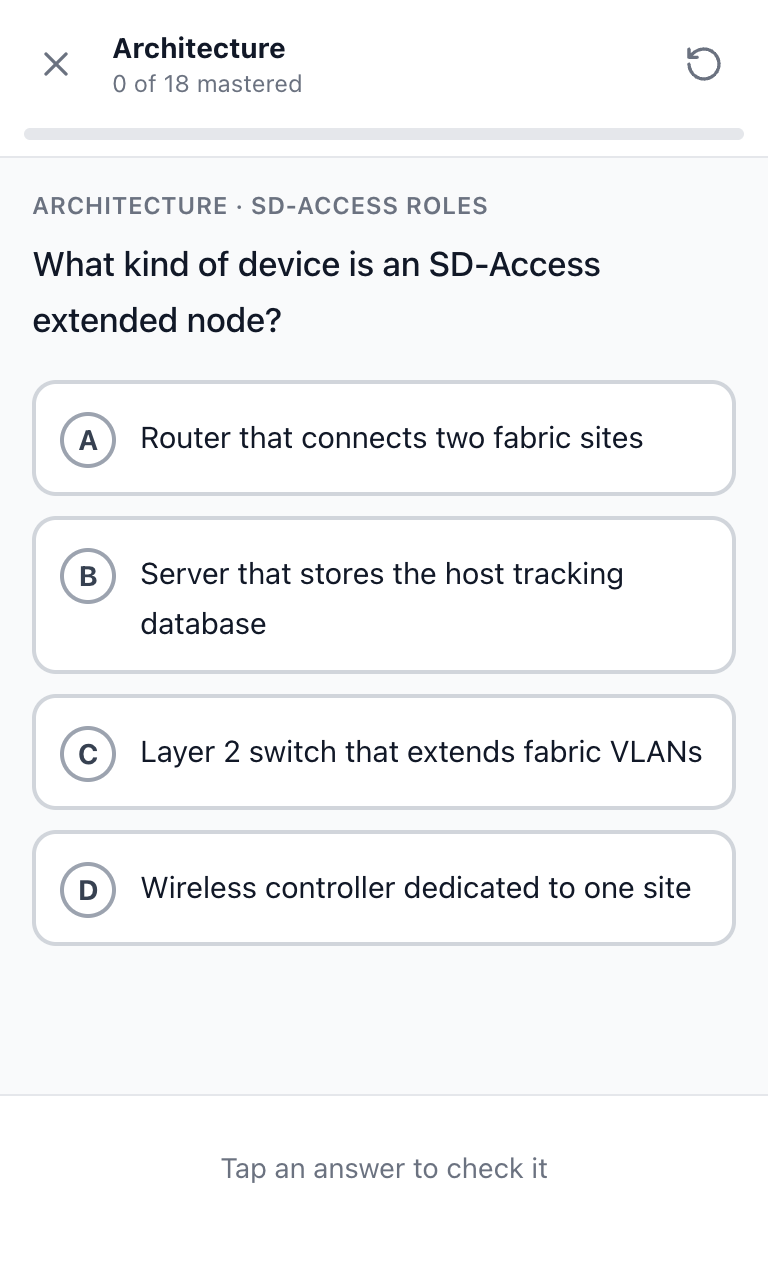 Architecture
0 of 18 mastered
ARCHITECTURE · SD-ACCESS ROLES
What kind of device is an SD-Access
extended node?
A Router that connects two fabric sites
B Server that stores the host tracking
database
C Layer 2 switch that extends fabric VLANs
D Wireless controller dedicated to one site
Tap an answer to check it